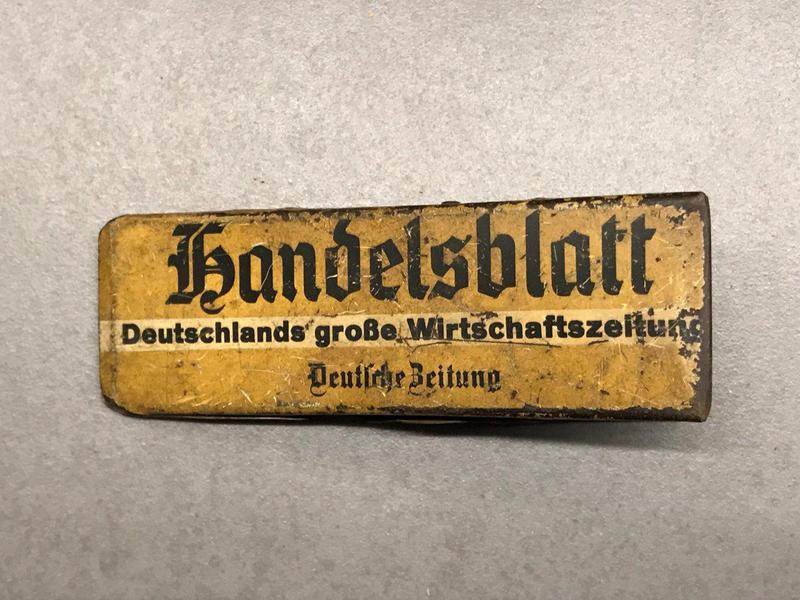 Handelsblatt
Deutschlands große Wirtschaftszeitung
Deutsche Zeitung